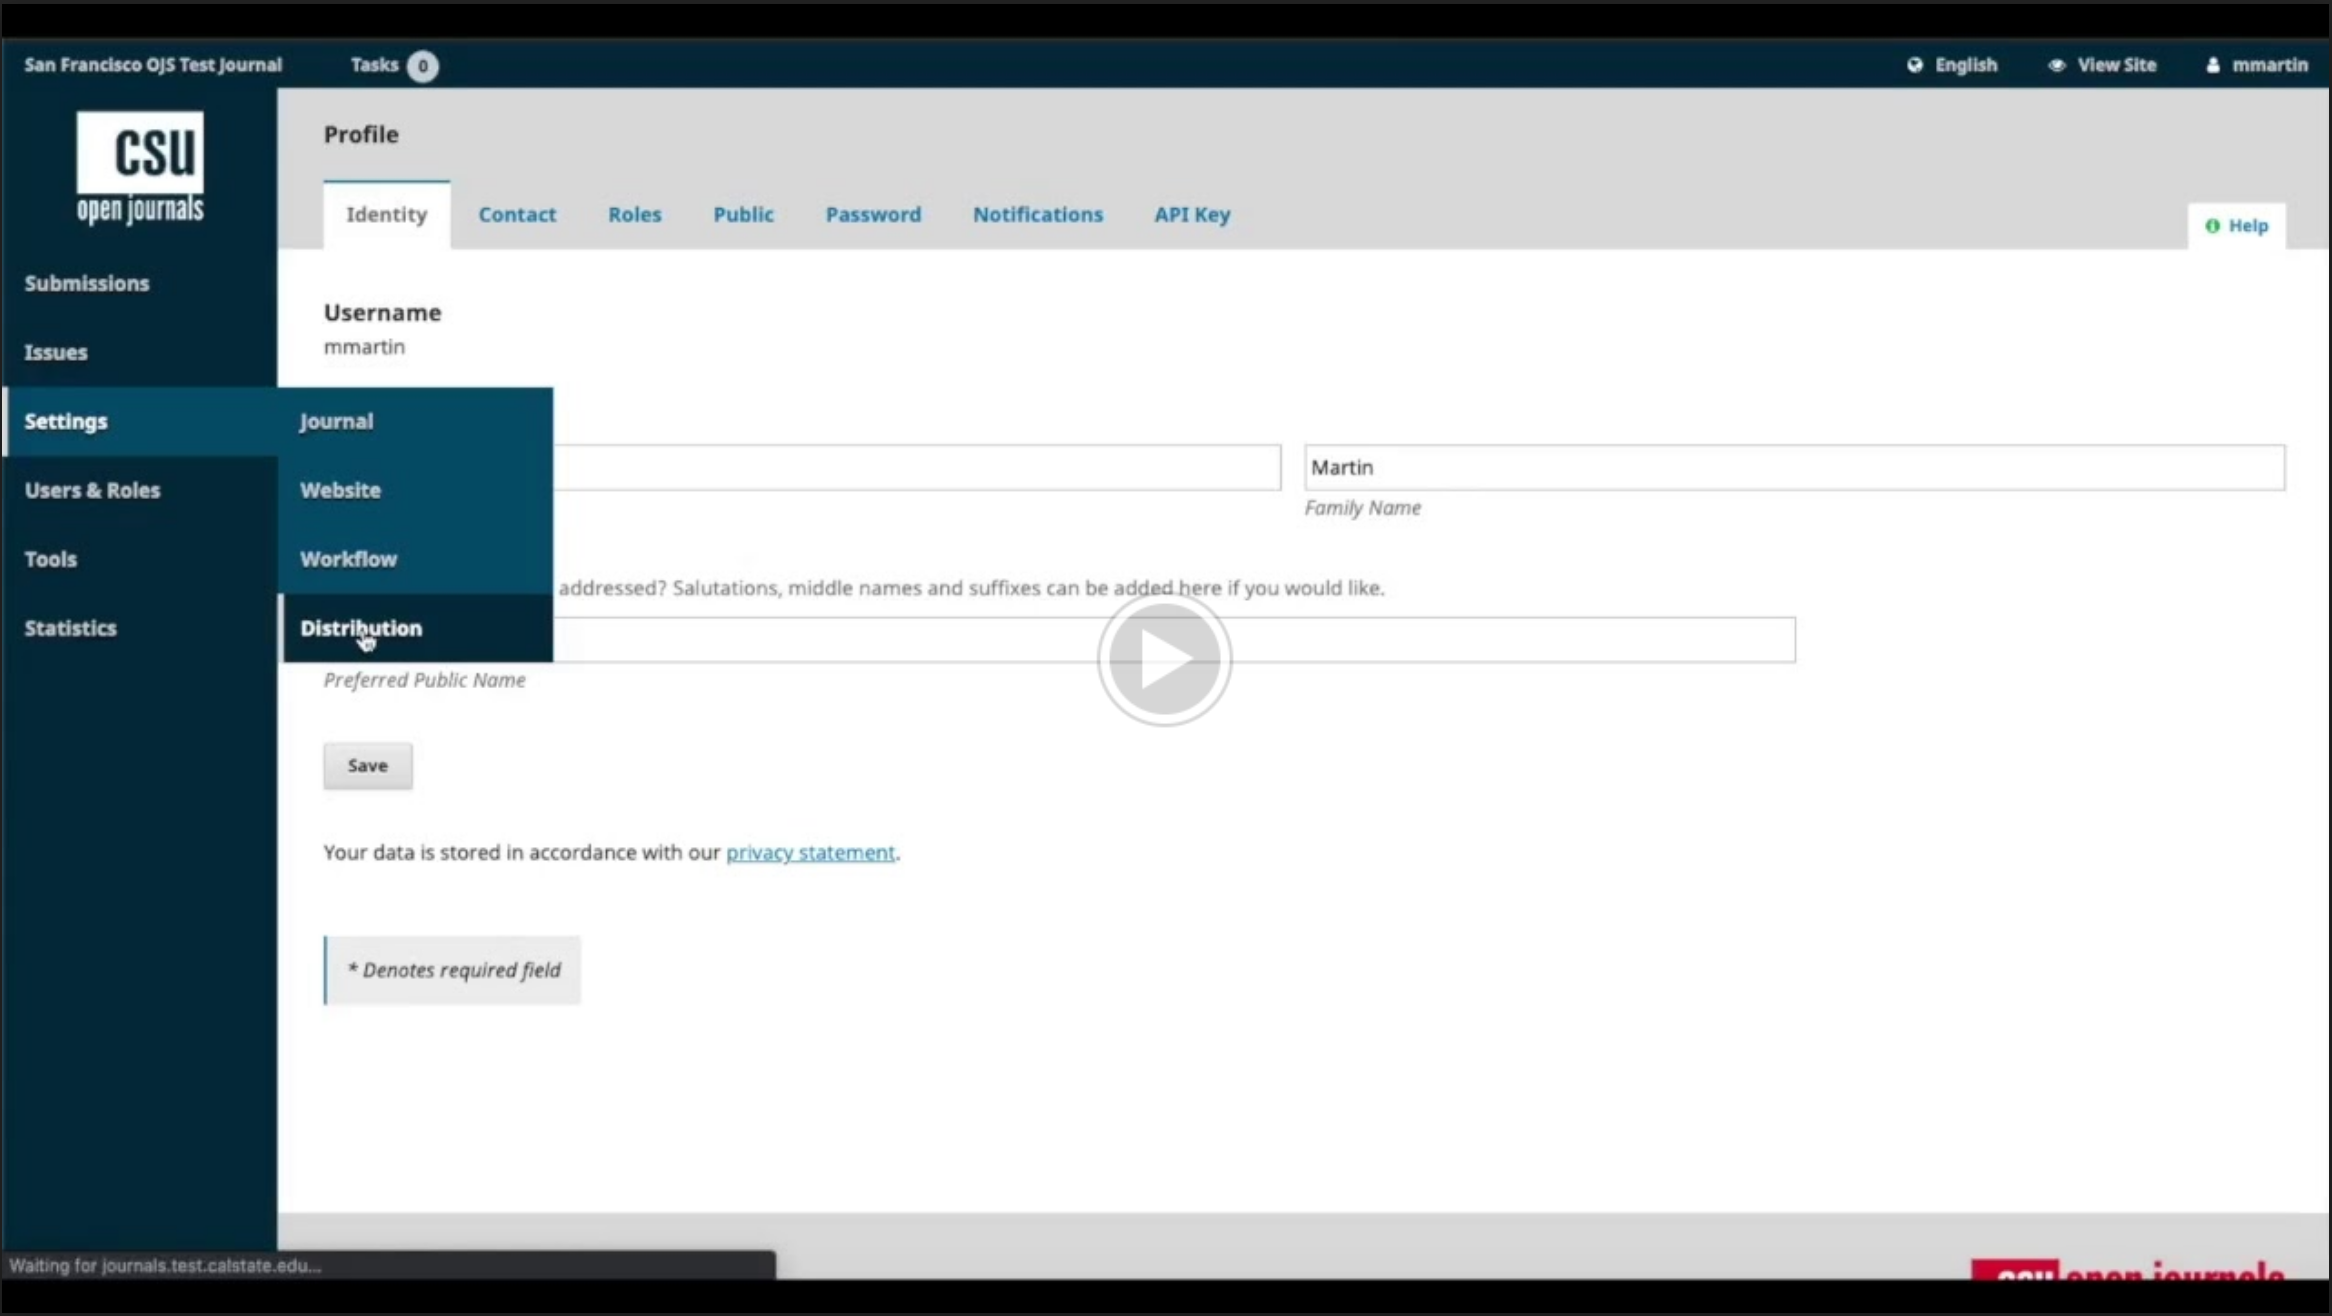 San Francisco OJS Test Journal Tasks 0 English View Site mmartin
csu
open journals
Profile
Identity Contact Roles Public Password Notifications API Key
Help
Submissions
Issues
Settings
Users & Roles
Tools
Statistics
Journal
Website
Workflow
Distribution
Username
mmartin
Martin
Family Name
addressed? Salutations, middle names and suffixes can be added here if you would like.
Preferred Public Name
Save
Your data is stored in accordance with our privacy statement.
* Denotes required field
Waiting for journals.test.calstate.edu...
csu open journals